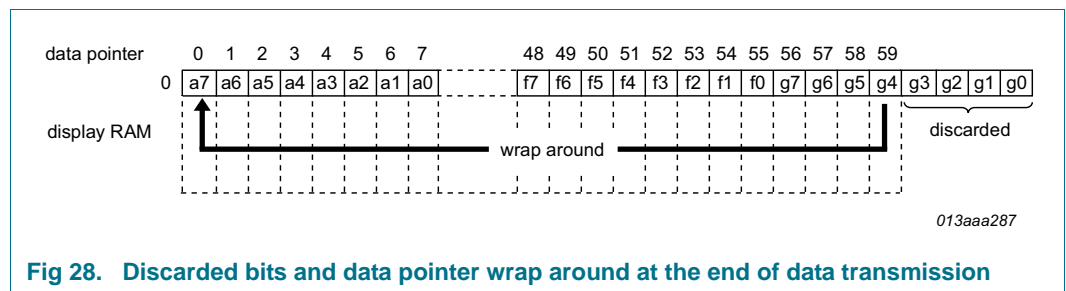 data pointer 0 1 2 3 4 5 6 7 48 49 50 51 52 53 54 55 56 57 58 59
0 a7 a6 a5 a4 a3 a2 a1 a0 f7 f6 f5 f4 f3 f2 f1 f0 g7 g6 g5 g4 g3 g2 g1 g0
display RAM discarded
wrap around
013aaa287
Fig 28. Discarded bits and data pointer wrap around at the end of data transmission